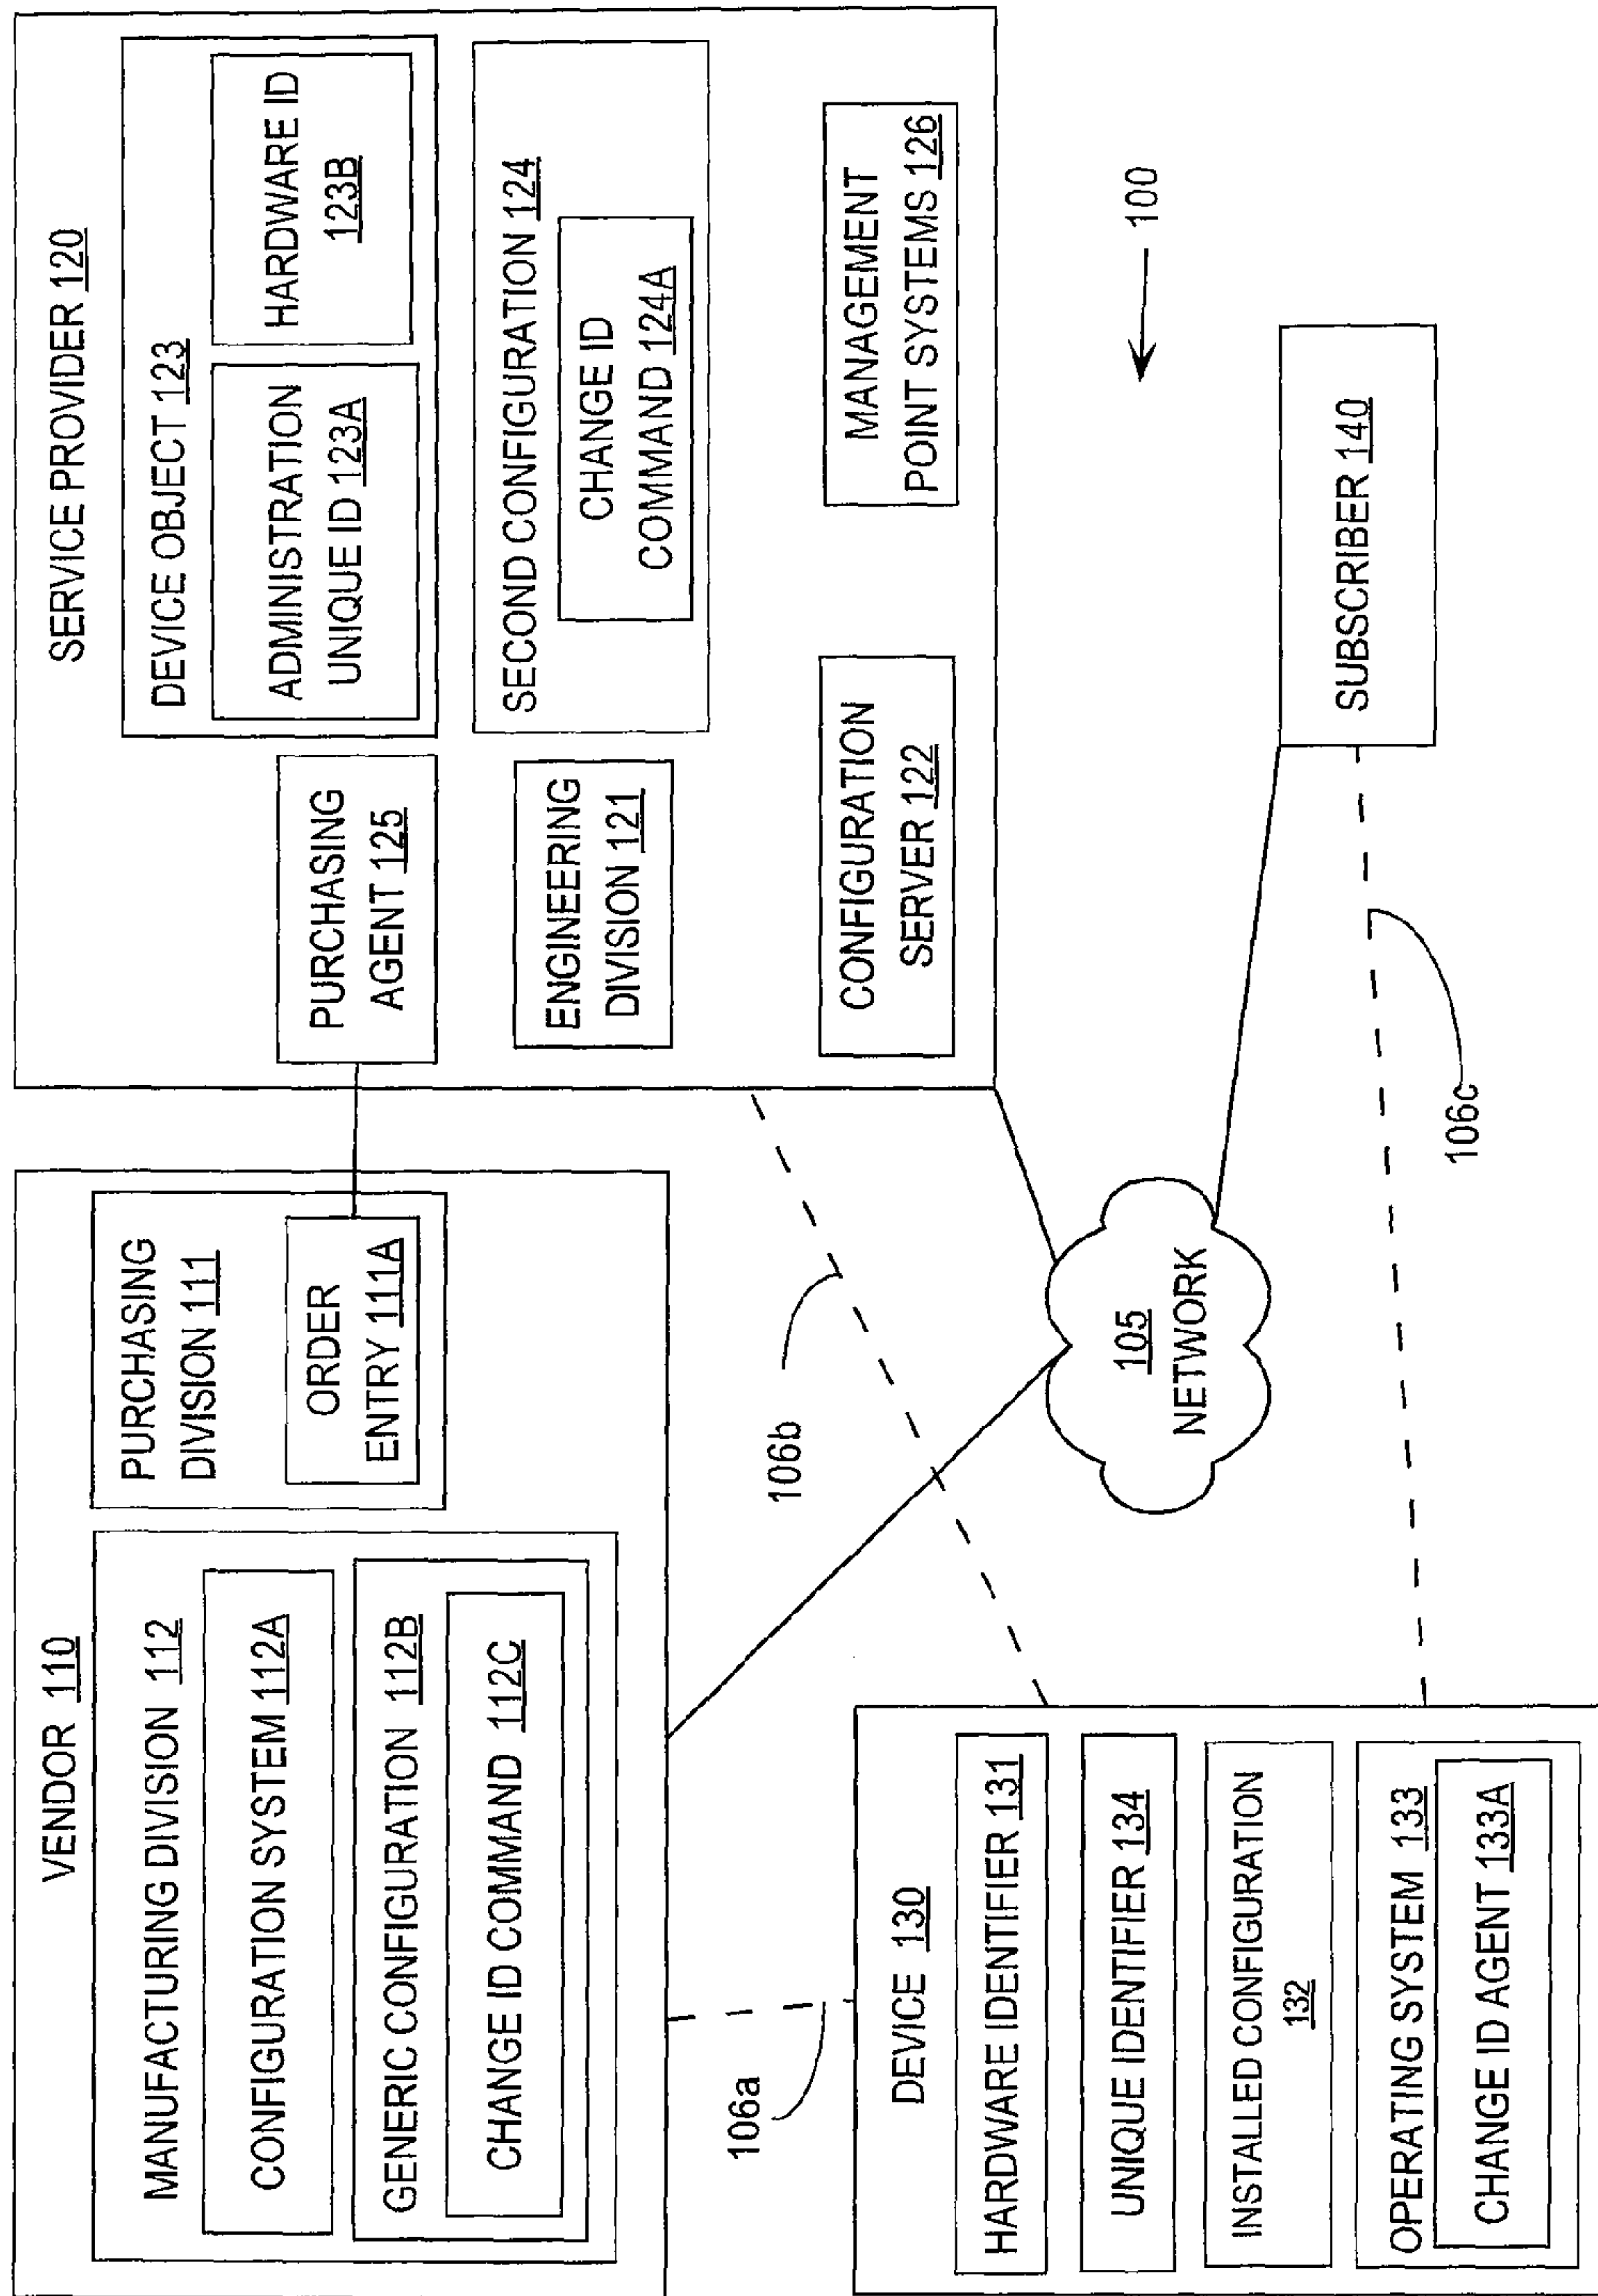 VENDOR 110
MANUFACTURING DIVISION 112
CONFIGURATION SYSTEM 112A
GENERIC CONFIGURATION 112B
CHANGE ID COMMAND 112C
PURCHASING
DIVISION 111
ORDER
ENTRY 111A
SERVICE PROVIDER 120
PURCHASING
AGENT 125
DEVICE OBJECT 123
ADMINISTRATION
UNIQUE ID 123A
HARDWARE ID
123B
ENGINEERING
DIVISION 121
SECOND CONFIGURATION 124
CHANGE ID
COMMAND 124A
CONFIGURATION
SERVER 122
MANAGEMENT
POINT SYSTEMS 126
106a
106b
DEVICE 130
HARDWARE IDENTIFIER 131
UNIQUE IDENTIFIER 134
INSTALLED CONFIGURATION
132
OPERATING SYSTEM 133
CHANGE ID AGENT 133A
105
NETWORK
100
SUBSCRIBER 140
106c